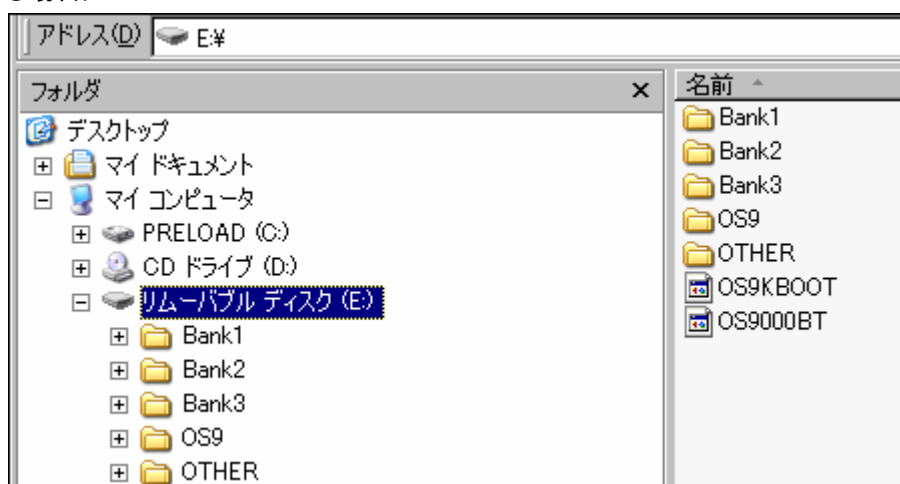 アドレス(D) E:¥
フォルダ ×
デスクトップ
マイ ドキュメント
マイ コンピュータ
PRELOAD (C:)
CD ドライブ (D:)
リムーバブル ディスク (E:)
Bank1
Bank2
Bank3
OS9
OTHER
名前
Bank1
Bank2
Bank3
OS9
OTHER
OS9KBOOT
OS9000BT